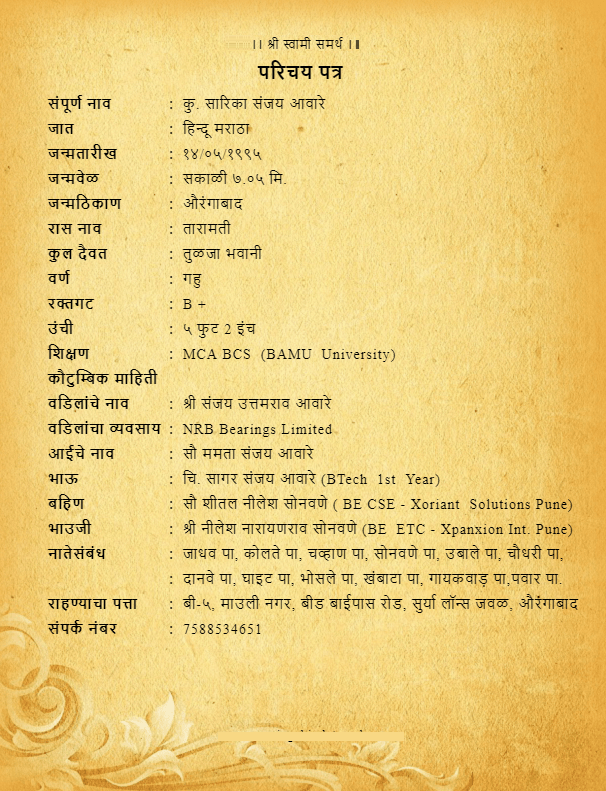 ।। श्री स्वामी समर्थ ।॥
परिचय पत्र
संपूर्ण नाव : कु. सारिका संजय आवारे
जात : हिन्दू मराठा
जन्मतारीख : १४/०५/१९९५
जन्मवेळ : सकाळी ७.०५ मि.
जन्मठिकाण : औरंगाबाद
रास नाव : तारामती
कुल दैवत : तुळजा भवानी
वर्ण : गहु
रक्तगट : B +
उंची : ५ फुट 2 इंच
शिक्षण : MCA BCS (BAMU University)
कौटुम्बिक माहिती
वडिलांचे नाव : श्री संजय उत्तमराव आवारे
वडिलांचा व्यवसाय : NRB Bearings Limited
आईचे नाव : सौ ममता संजय आवारे
भाऊ : चि. सागर संजय आवारे (BTech 1st Year)
बहिण : सौ शीतल नीलेश सोनवणे ( BE CSE - Xoriant Solutions Pune)
भाउजी : श्री नीलेश नारायणराव सोनवणे (BE ETC - Xpanxion Int. Pune)
नातेसंबंध : जाधव पा, कोलते पा, चव्हाण पा, सोनवणे पा, उबाले पा, चौधरी पा,
: दानवे पा, घाइट पा, भोसले पा, खंबाटा पा, गायकवाड़ पा,पवार पा.
राहण्याचा पत्ता : बी-५, माउली नगर, बीड बाईपास रोड, सुर्या लॉन्स जवळ, औरंगाबाद
संपर्क नंबर : 7588534651